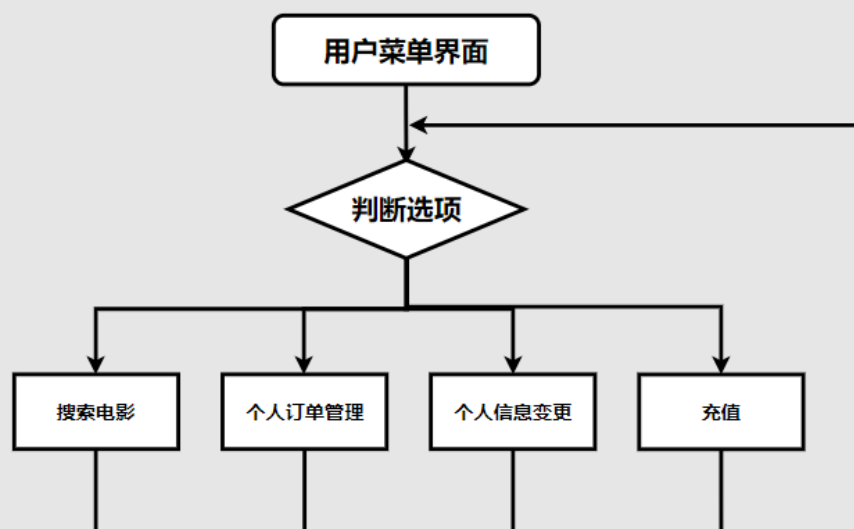 用户菜单界面
判断选项
搜索电影
个人订单管理
个人信息变更
充值